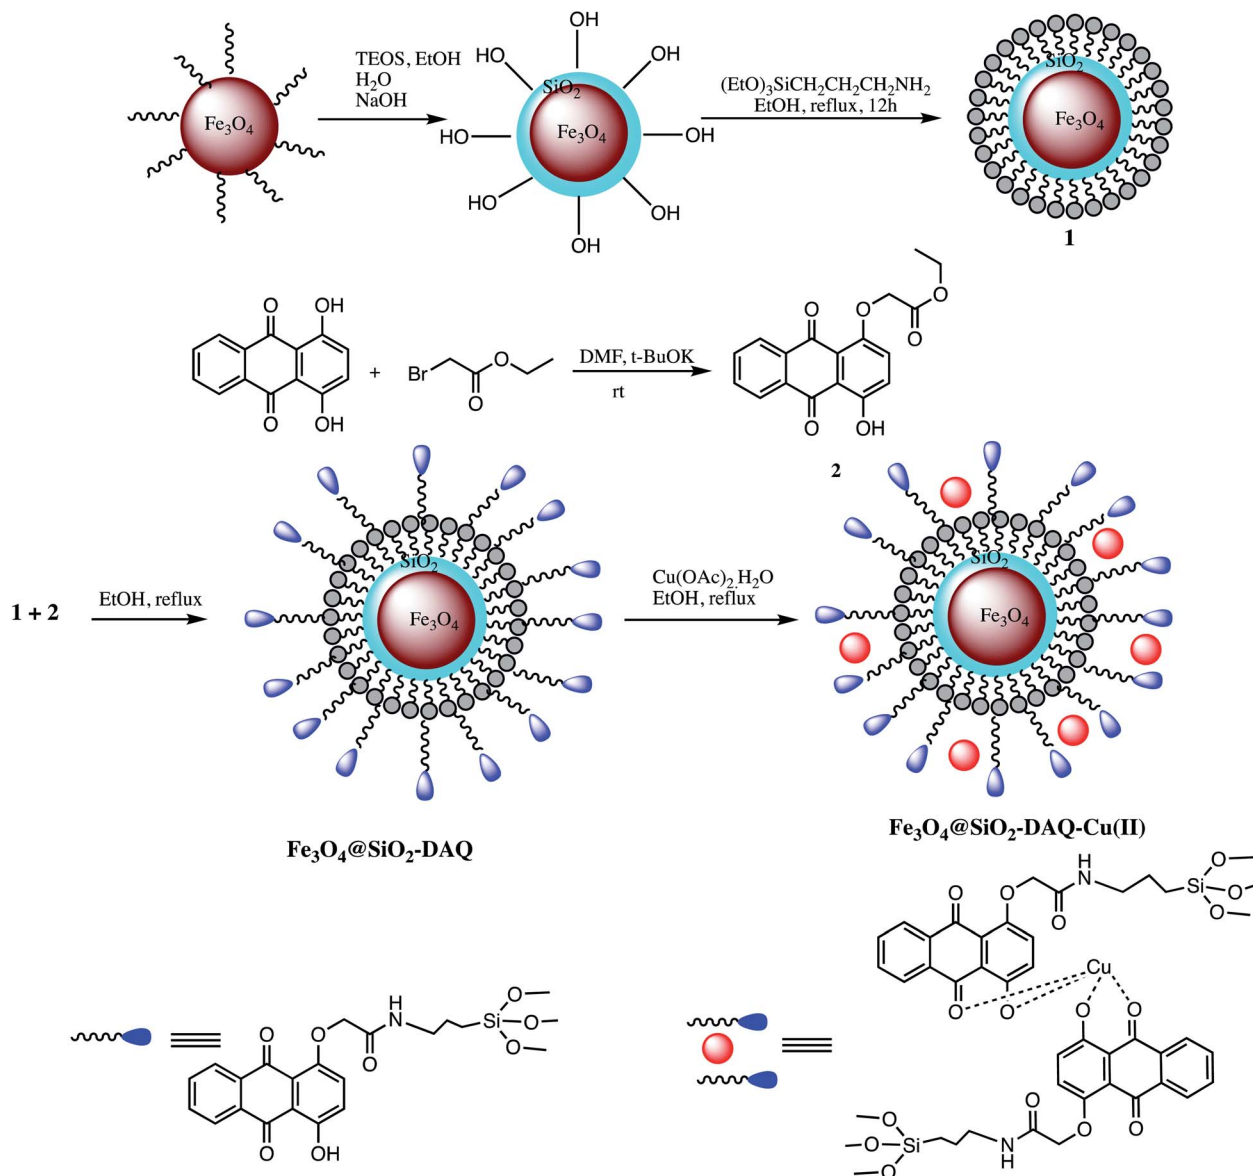 TEOS, EtOH
H₂O
NaOH
Fe₃O₄
OH
HO
OH
SiO₂
Fe₃O₄
HO
OH
HO
OH
OH
(EtO)₃SiCH₂CH₂CH₂NH₂
EtOH, reflux, 12h
SiO₂
Fe₃O₄
1
O
OH
O
OH
+
Br
O
O
DMF, t-BuOK
rt
O
O
O
O
O
OH
2
1 + 2
EtOH, reflux
SiO₂
Fe₃O₄
Cu(OAc)₂.H₂O
EtOH, reflux
SiO₂
Fe₃O₄
Fe₃O₄@SiO₂-DAQ
Fe₃O₄@SiO₂-DAQ-Cu(II)
O
O
H
N
O
Si
O
O
O
O
OH
O
O
O
H
N
O
Si
O
O
O
O
O
Cu
O
O
O
O
Si
O
O
N
H
O
O
O